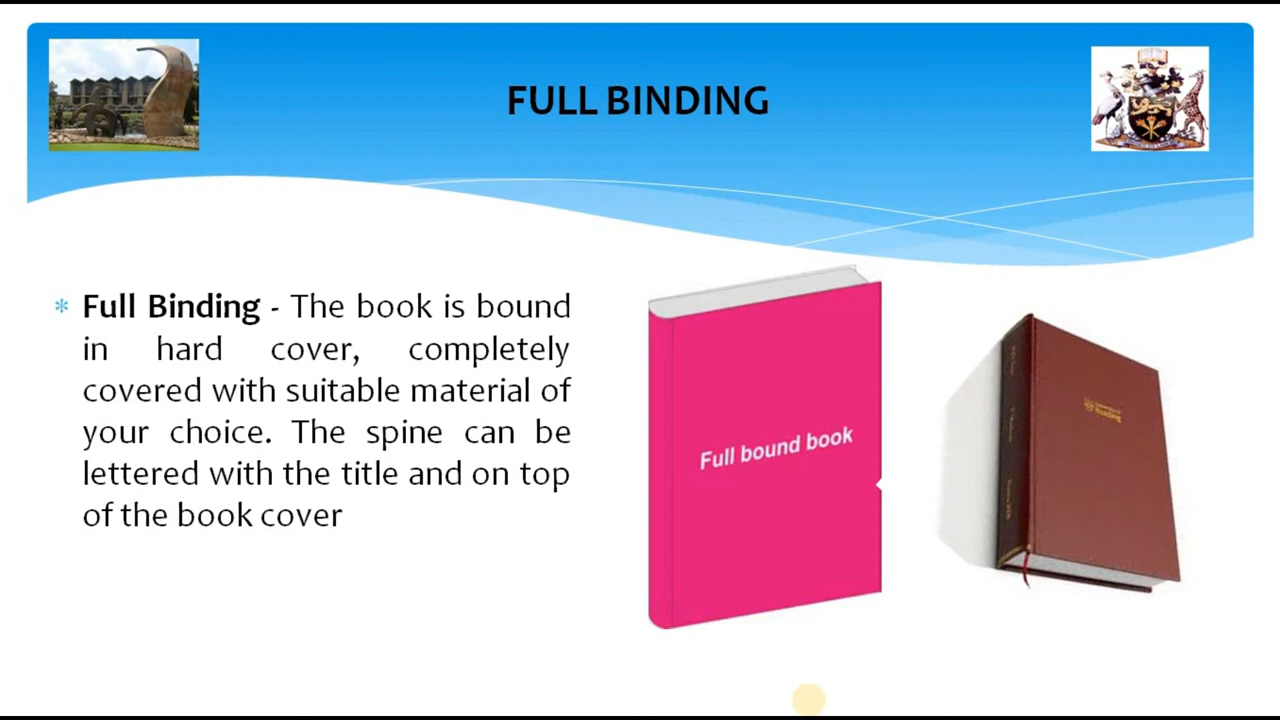 FULL BINDING
* Full Binding - The book is bound
in hard cover, completely
covered with suitable material of
your choice. The spine can be
lettered with the title and on top
of the book cover
Full bound book
Reading